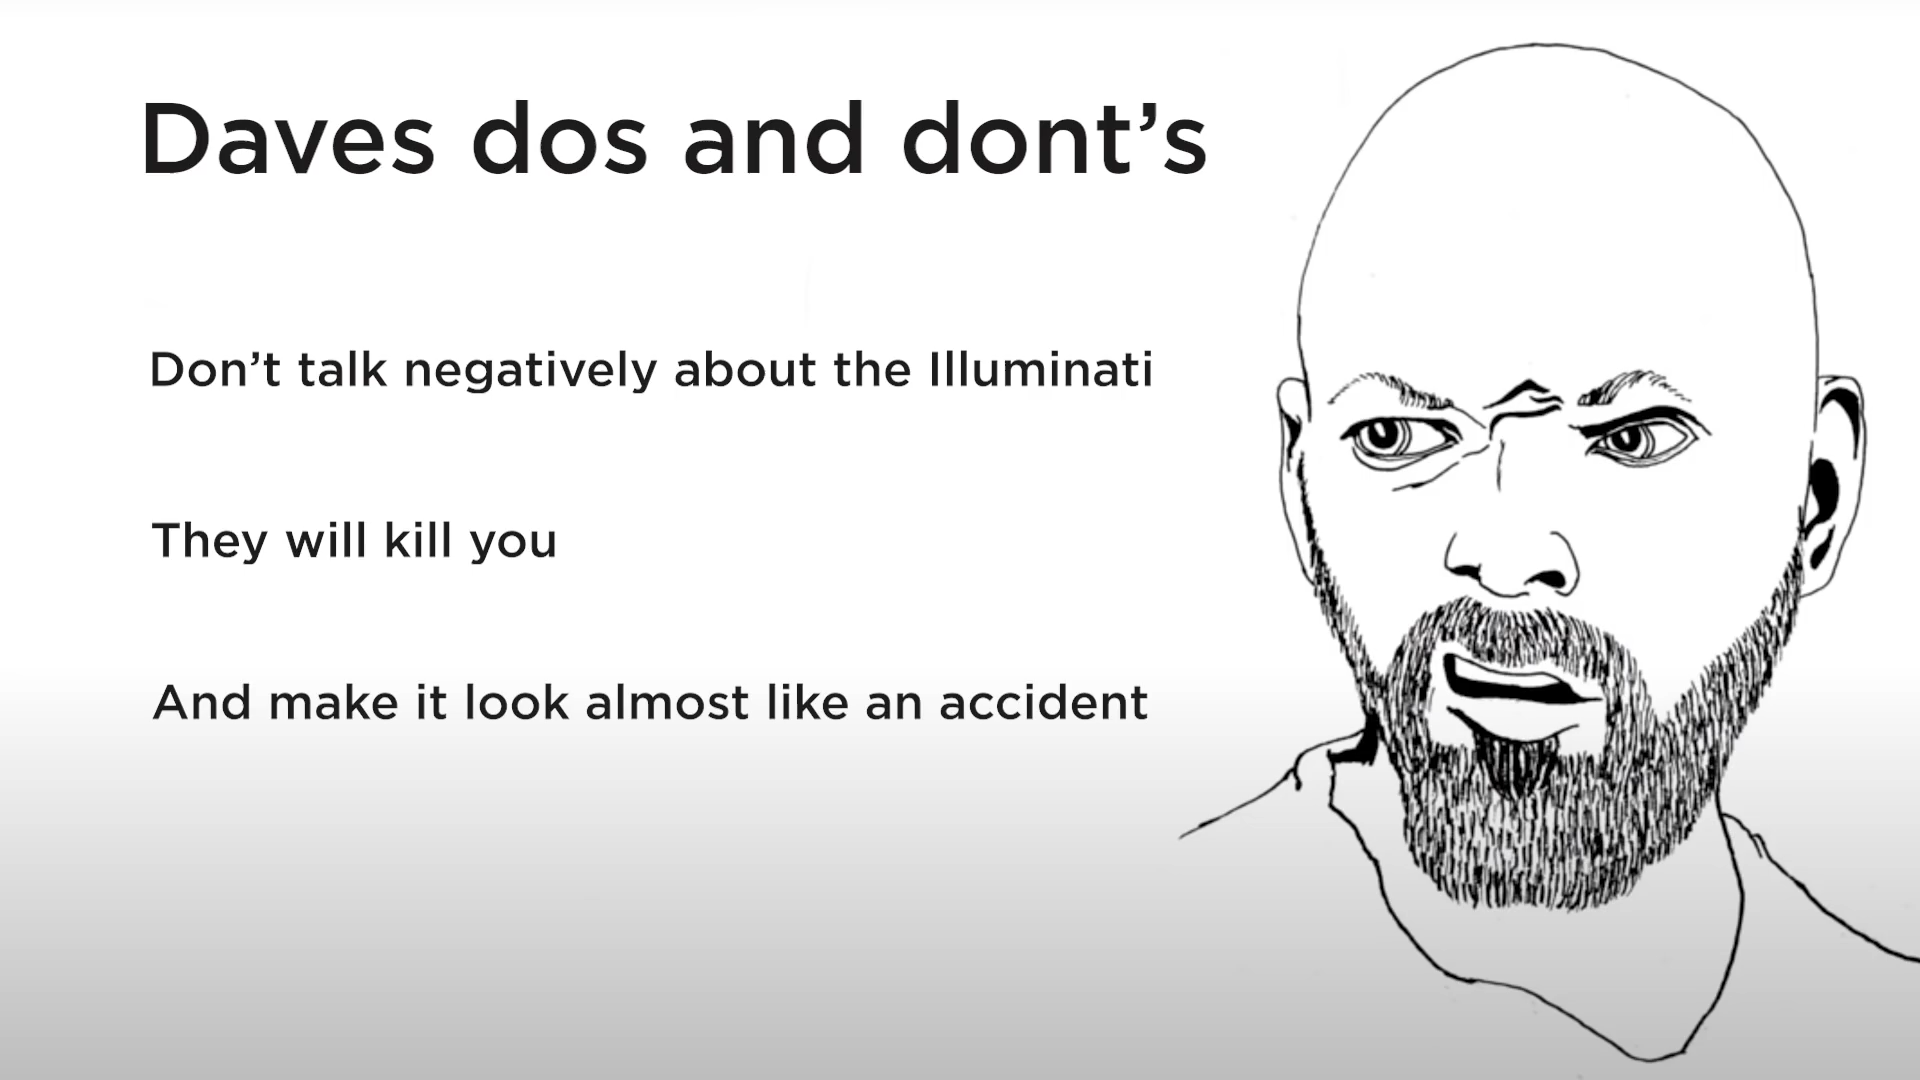 Daves dos and dont’s
Don’t talk negatively about the Illuminati
They will kill you
And make it look almost like an accident